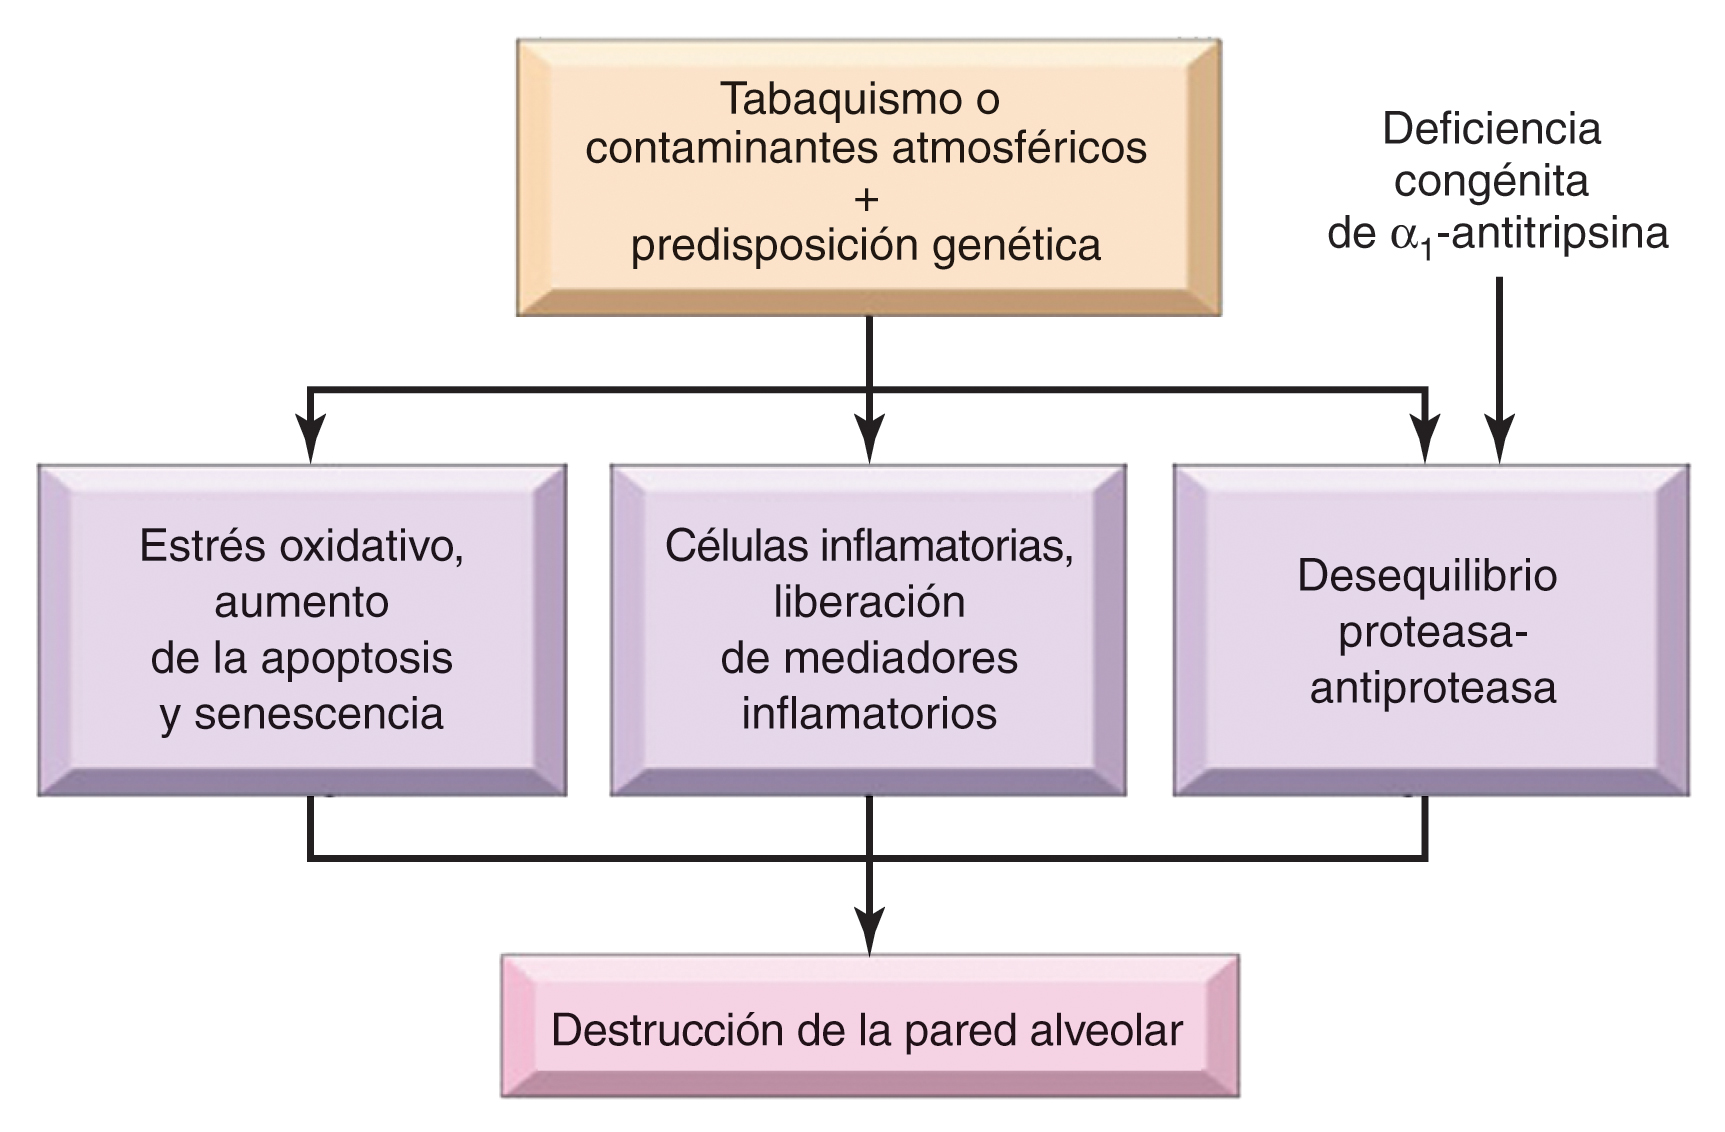 Tabaquismo o
contaminantes atmosféricos
+
predisposición genética
Deficiencia
congénita
de α₁-antitripsina
Estrés oxidativo,
aumento
de la apoptosis
y senescencia
Células inflamatorias,
liberación
de mediadores
inflamatorios
Desequilibrio
proteasa-
antiproteasa
Destrucción de la pared alveolar